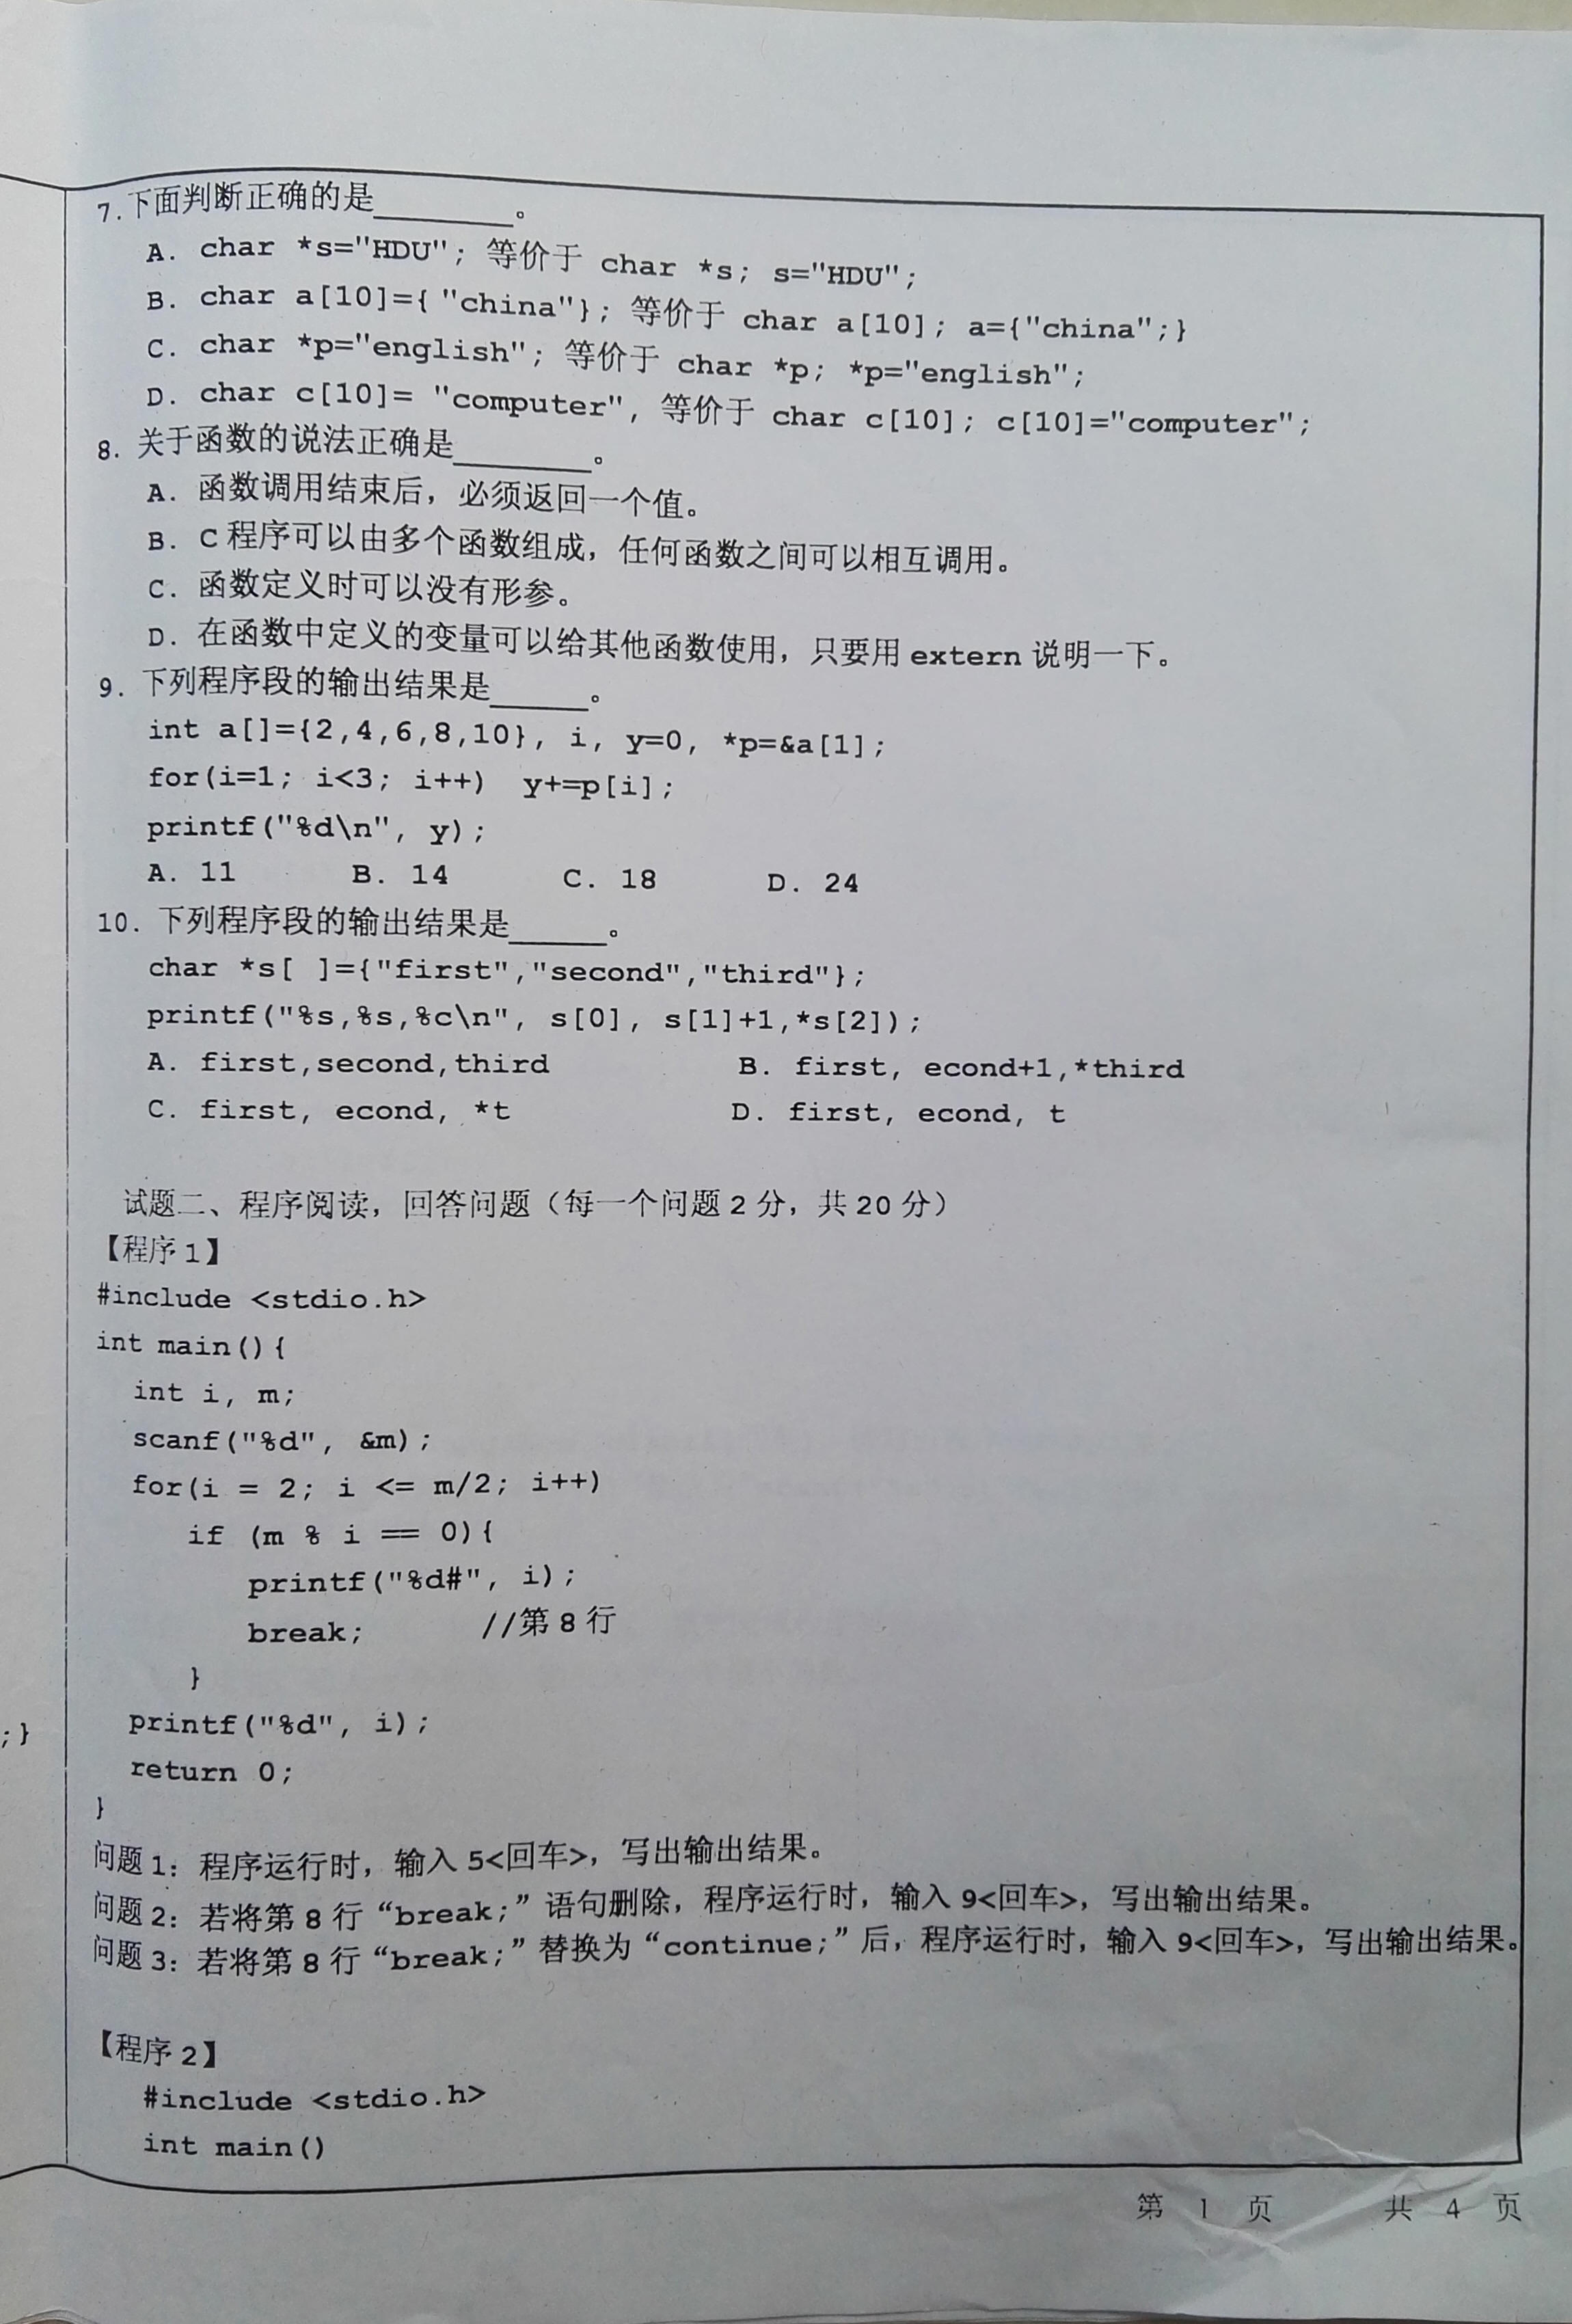 7.下面判断正确的是________。
A. char *s="HDU"; 等价于 char *s; s="HDU";
B. char a[10]={ "china"}; 等价于 char a[10]; a={"china";}
C. char *p="english"; 等价于 char *p; *p="english";
D. char c[10]= "computer", 等价于 char c[10]; c[10]="computer";
8. 关于函数的说法正确是________。
A. 函数调用结束后，必须返回一个值。
B. C 程序可以由多个函数组成，任何函数之间可以相互调用。
C. 函数定义时可以没有形参。
D. 在函数中定义的变量可以给其他函数使用，只要用 extern 说明一下。
9. 下列程序段的输出结果是______。
int a[]={2,4,6,8,10}, i, y=0, *p=&a[1];
for(i=1; i<3; i++) y+=p[i];
printf("%d\n", y);
A. 11 B. 14 C. 18 D. 24
10. 下列程序段的输出结果是______。
char *s[ ]={"first","second","third"};
printf("%s,%s,%c\n", s[0], s[1]+1,*s[2]);
A. first,second,third B. first, econd+1,*third
C. first, econd, *t D. first, econd, t
试题二、程序阅读，回答问题（每一个问题 2 分，共 20 分）
【程序 1】
#include <stdio.h>
int main(){
int i, m;
scanf("%d", &m);
for(i = 2; i <= m/2; i++)
if (m % i == 0){
printf("%d#", i);
break; //第 8 行
}
printf("%d", i);
;}
return 0;
}
问题 1: 程序运行时，输入 5<回车>，写出输出结果。
问题 2: 若将第 8 行“break;”语句删除，程序运行时，输入 9<回车>，写出输出结果。
问题 3: 若将第 8 行“break;”替换为“continue;”后，程序运行时，输入 9<回车>，写出输出结果。
【程序 2】
#include <stdio.h>
int main()
第 1 页 共 4 页